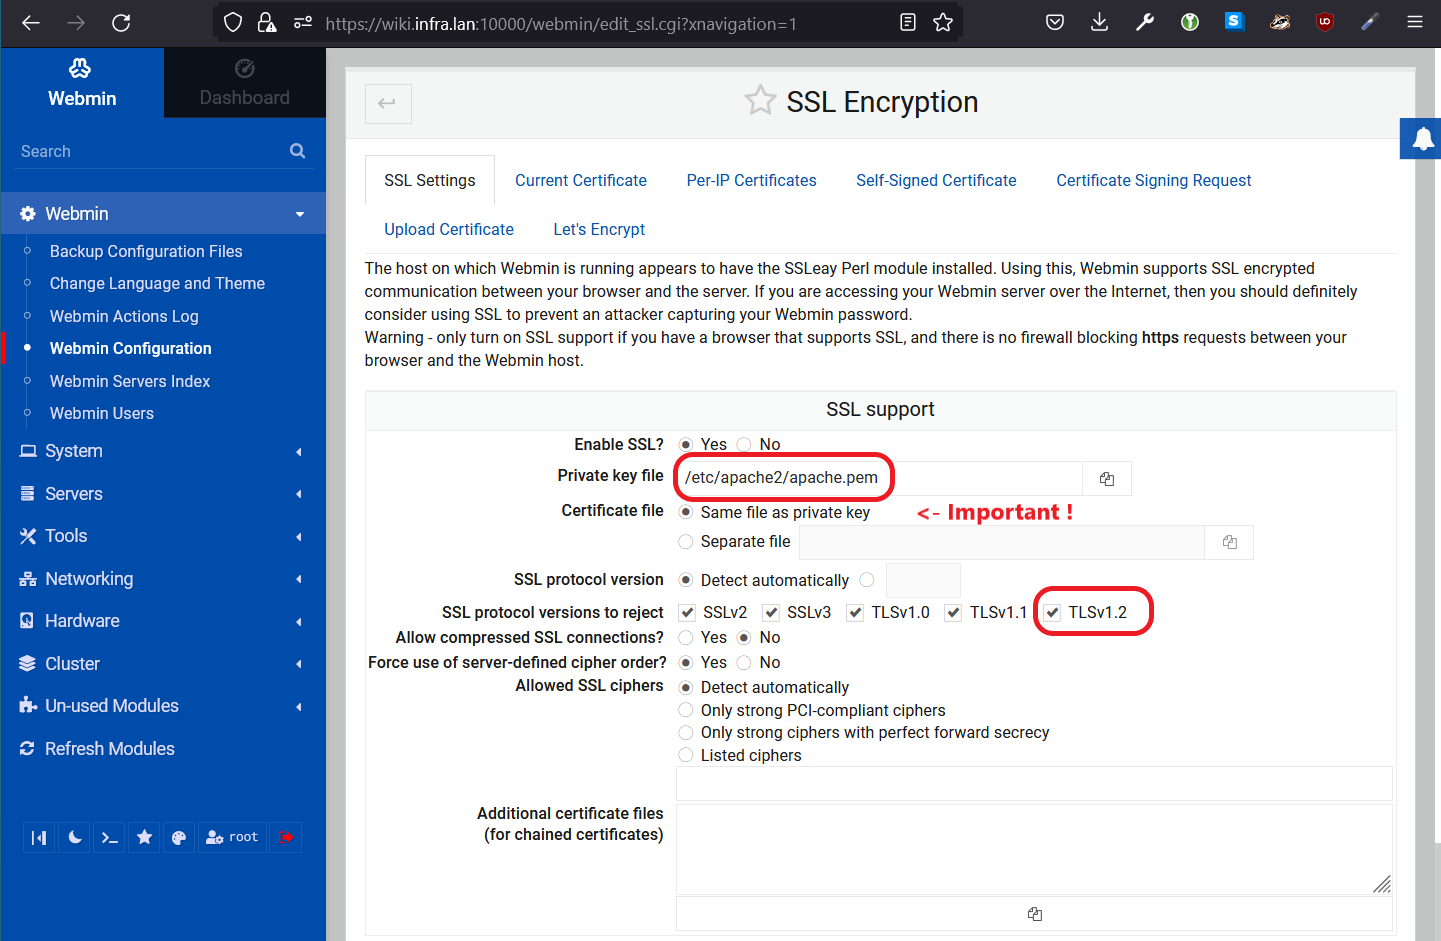 https://wiki.infra.lan:10000/webmin/edit_ssl.cgi?xnavigation=1
S
uo
Webmin
Dashboard
Search
Webmin
Backup Configuration Files
Change Language and Theme
Webmin Actions Log
Webmin Configuration
Webmin Servers Index
Webmin Users
System
Servers
Tools
Networking
Hardware
Cluster
Un-used Modules
Refresh Modules
root
SSL Encryption
SSL Settings
Current Certificate
Per-IP Certificates
Self-Signed Certificate
Certificate Signing Request
Upload Certificate
Let's Encrypt
The host on which Webmin is running appears to have the SSLeay Perl module installed. Using this, Webmin supports SSL encrypted
communication between your browser and the server. If you are accessing your Webmin server over the Internet, then you should definitely
consider using SSL to prevent an attacker capturing your Webmin password.
Warning - only turn on SSL support if you have a browser that supports SSL, and there is no firewall blocking https requests between your
browser and the Webmin host.
SSL support
Enable SSL? Yes No
Private key file /etc/apache2/apache.pem
Certificate file Same file as private key <- Important !
Separate file
SSL protocol version Detect automatically
SSL protocol versions to reject SSLv2 SSLv3 TLSv1.0 TLSv1.1 TLSv1.2
Allow compressed SSL connections? Yes No
Force use of server-defined cipher order? Yes No
Allowed SSL ciphers Detect automatically
Only strong PCI-compliant ciphers
Only strong ciphers with perfect forward secrecy
Listed ciphers
Additional certificate files
(for chained certificates)